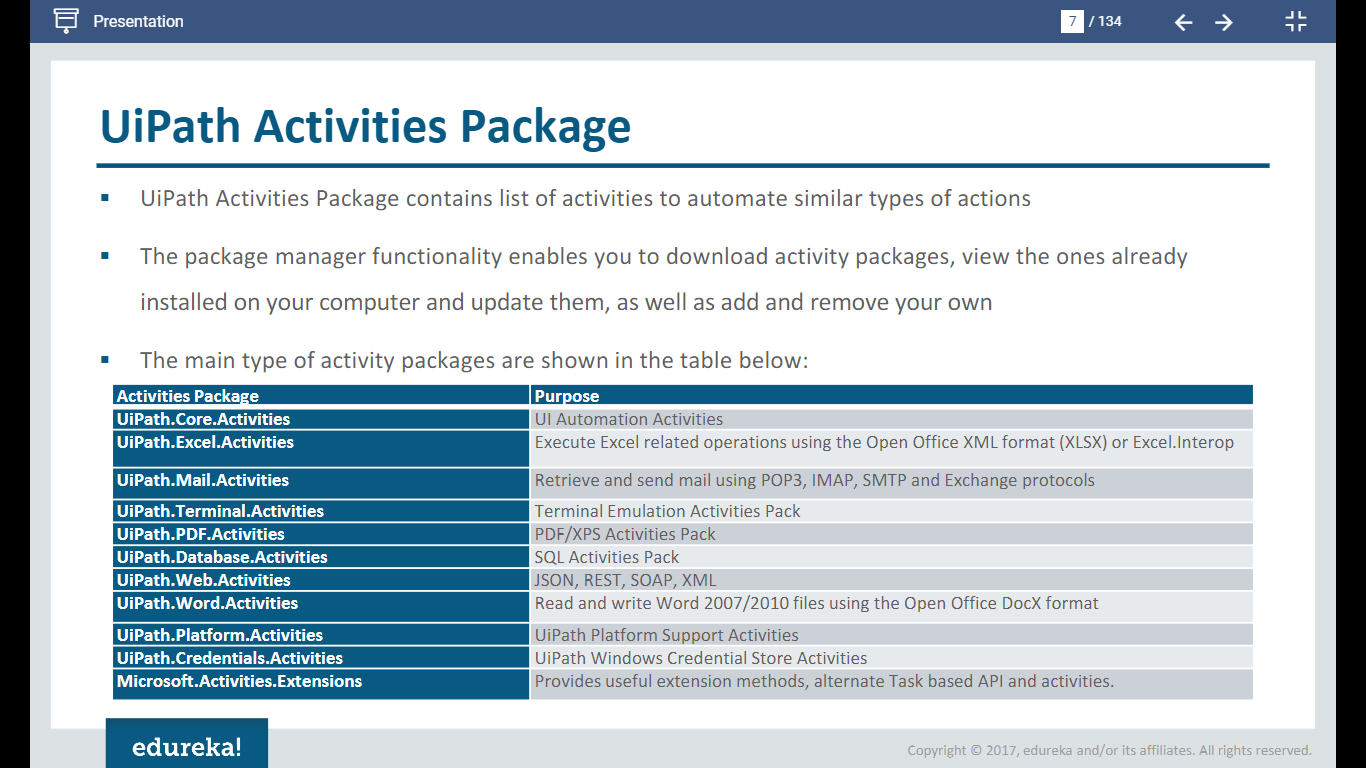 Presentation
7 / 134
UiPath Activities Package
UiPath Activities Package contains list of activities to automate similar types of actions
The package manager functionality enables you to download activity packages, view the ones already
installed on your computer and update them, as well as add and remove your own
The main type of activity packages are shown in the table below:
Activities Package Purpose
UiPath.Core.Activities UI Automation Activities
UiPath.Excel.Activities Execute Excel related operations using the Open Office XML format (XLSX) or Excel.Interop
UiPath.Mail.Activities Retrieve and send mail using POP3, IMAP, SMTP and Exchange protocols
UiPath.Terminal.Activities Terminal Emulation Activities Pack
UiPath.PDF.Activities PDF/XPS Activities Pack
UiPath.Database.Activities SQL Activities Pack
UiPath.Web.Activities JSON, REST, SOAP, XML
UiPath.Word.Activities Read and write Word 2007/2010 files using the Open Office DocX format
UiPath.Platform.Activities UiPath Platform Support Activities
UiPath.Credentials.Activities UiPath Windows Credential Store Activities
Microsoft.Activities.Extensions Provides useful extension methods, alternate Task based API and activities.
edureka!
Copyright © 2017, edureka and/or its affiliates. All rights reserved.